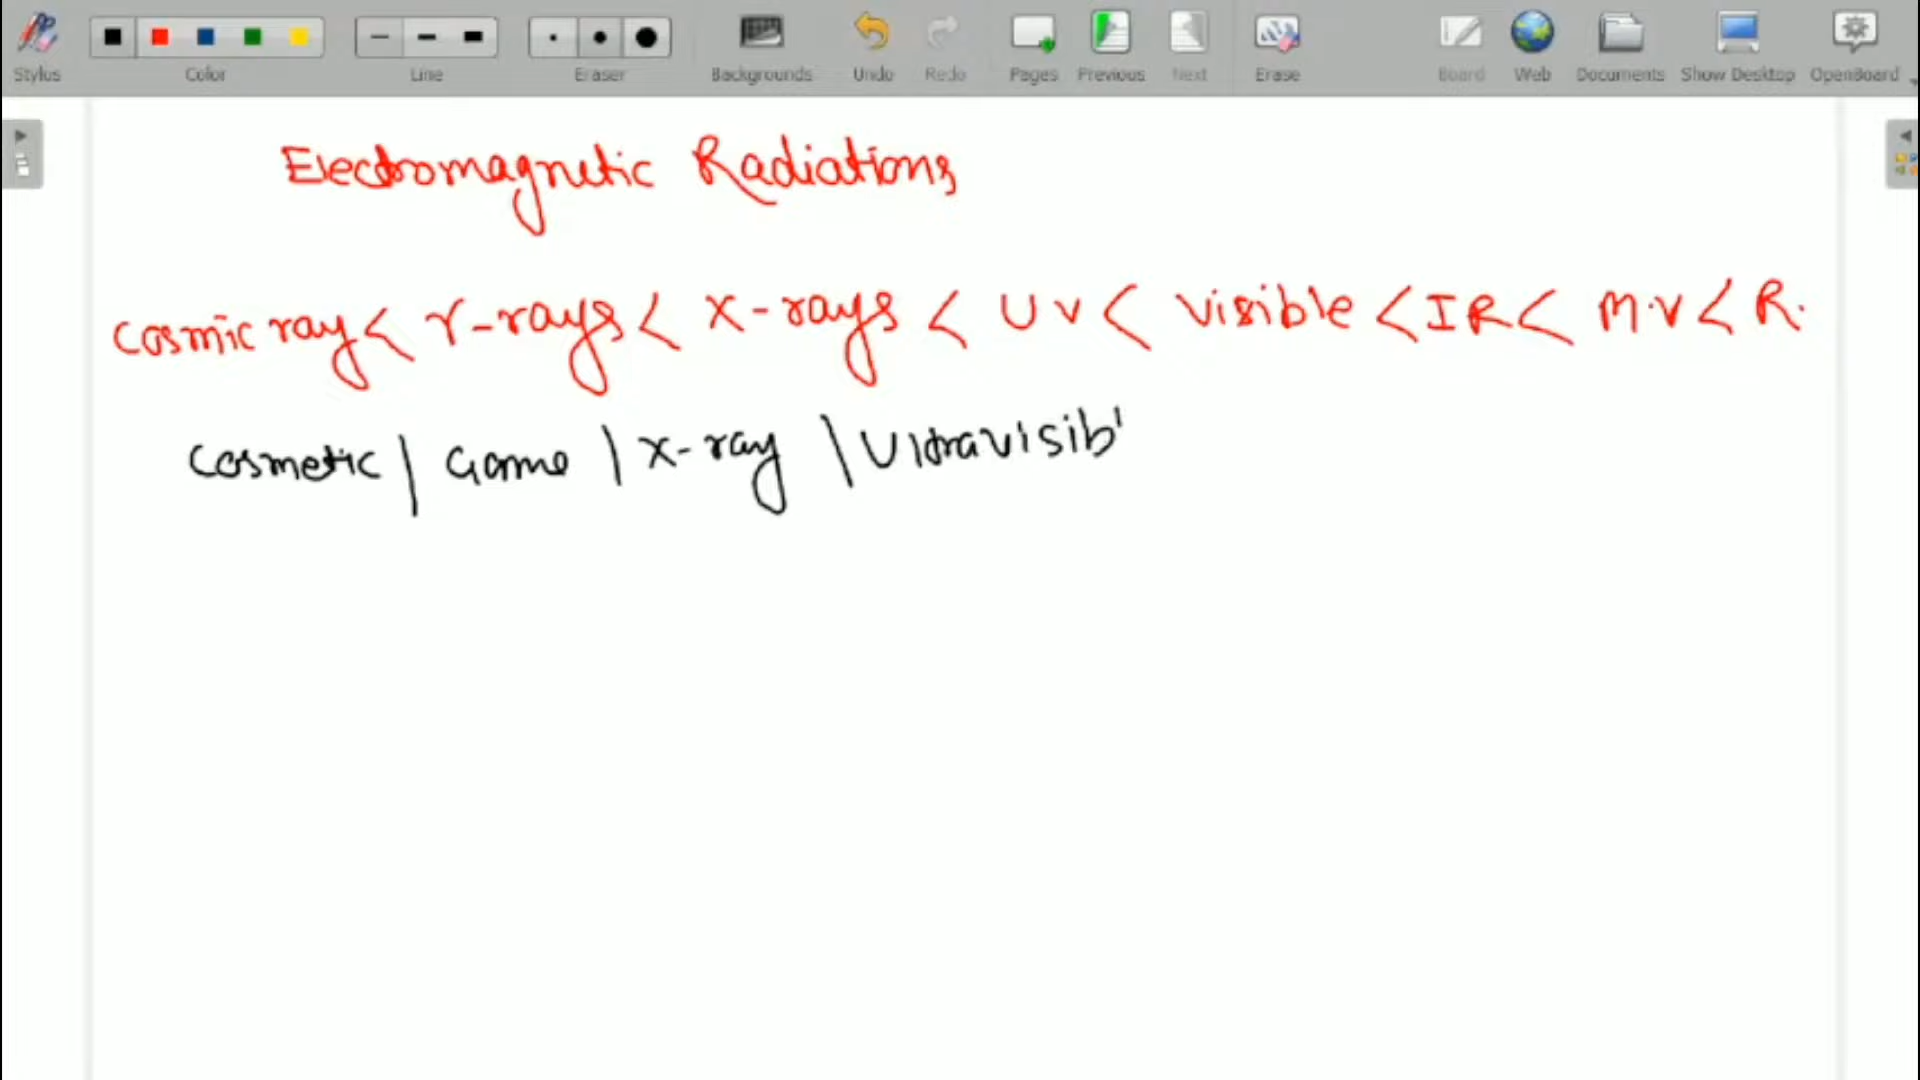 Stylus Color Line Eraser Backgrounds Undo Redo Pages Previous Next Erase Board Web Documents Show Desktop OpenBoard
Electromagnetic Radiations
Cosmic ray < γ-rays < X-rays < UV < Visible < IR < M.V < R.
Cosmetic | Game | X-ray | Ultravisib'